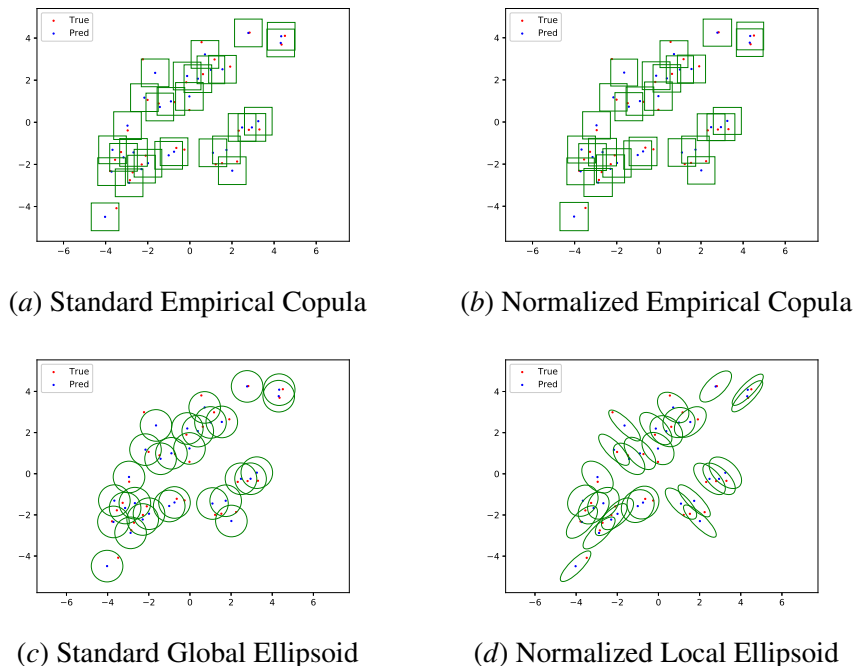 True
Pred
4
2
0
−2
−4
−6 −4 −2 0 2 4 6
(a) Standard Empirical Copula
True
Pred
4
2
0
−2
−4
−6 −4 −2 0 2 4 6
(b) Normalized Empirical Copula
True
Pred
4
2
0
−2
−4
−6 −4 −2 0 2 4 6
(c) Standard Global Ellipsoid
True
Pred
4
2
0
−2
−4
−6 −4 −2 0 2 4 6
(d) Normalized Local Ellipsoid